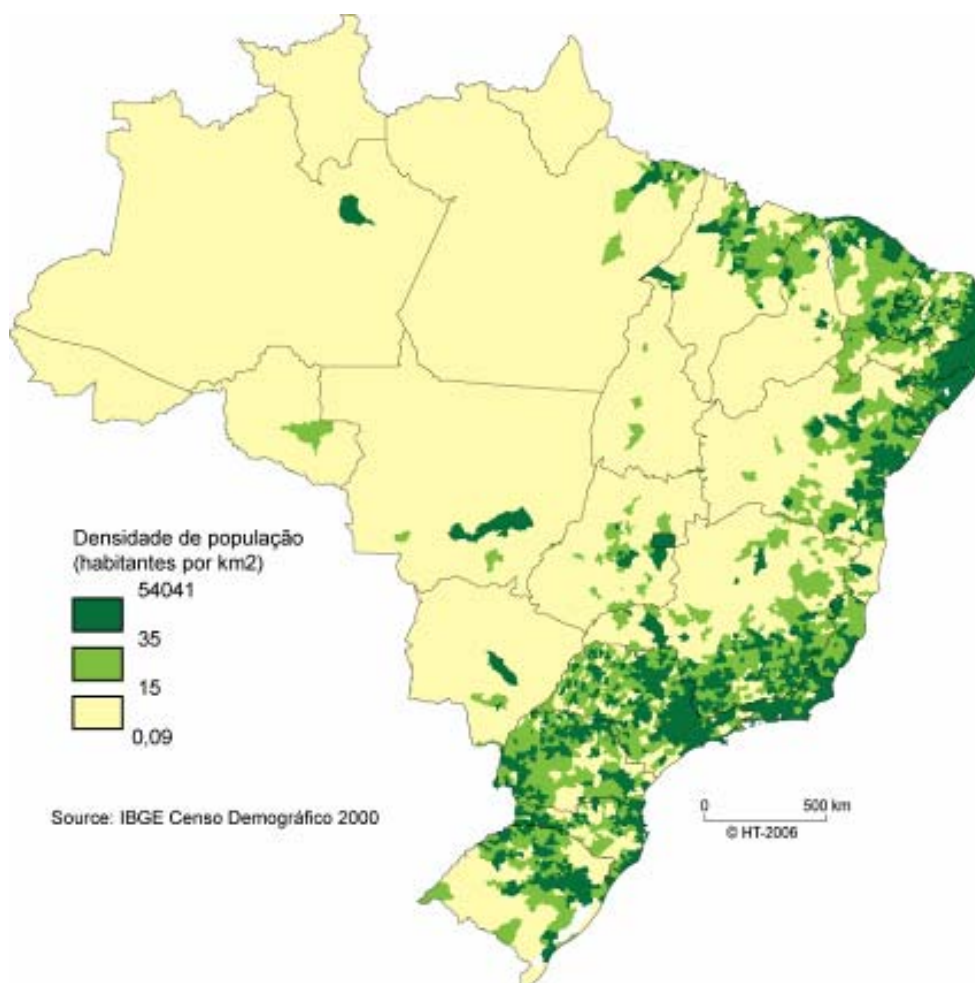 Densidade de população
(habitantes por km2)
54041
35
15
0,09
Source: IBGE Censo Demográfico 2000
0 500 km
© HT-2006